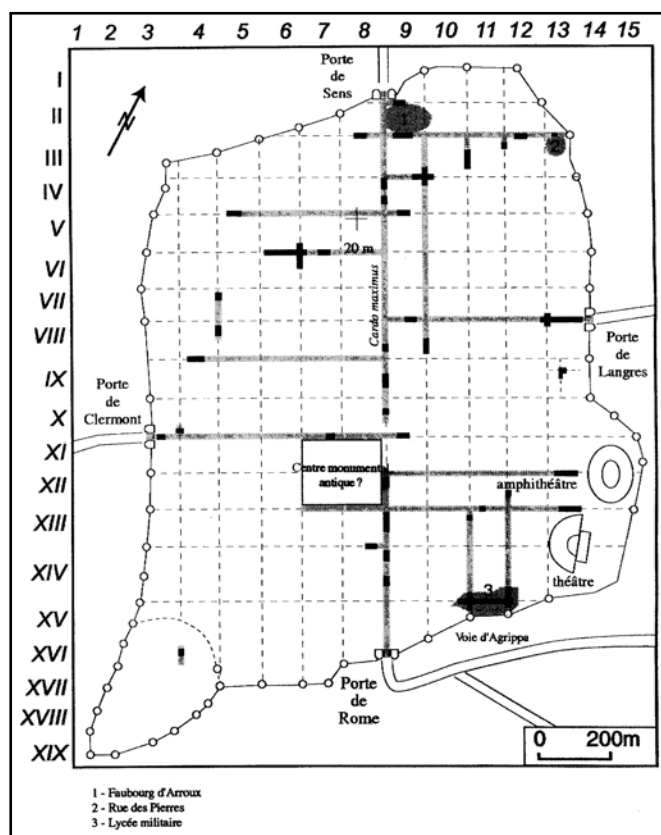 1 2 3 4 5 6 7 8 9 10 11 12 13 14 15
I
II
III
IV
V
VI
VII
VIII
IX
X
XI
XII
XIII
XIV
XV
XVI
XVII
XVIII
XIX
Porte
de
Sens
N
1
2
20 m
Cardo maximus
Porte
de
Langres
Porte
de
Clermont
Centre monumental
antique ?
amphithéâtre
théâtre
3
Voie d'Agrippa
Porte
de
Rome
0 200m
1 - Faubourg d'Arroux
2 - Rue des Pierres
3 - Lycée militaire